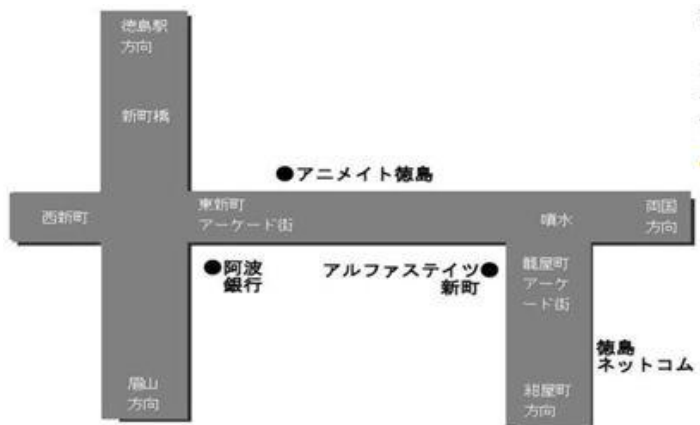 徳島駅
方向
新町橋
●アニメイト徳島
西新町
東新町
アーケード街
噴水
両国
方向
●阿波
銀行
アルファステイツ●
新町
籠屋町
アーケ
ード街
徳島
ネットコム
眉山
方向
紺屋町
方向